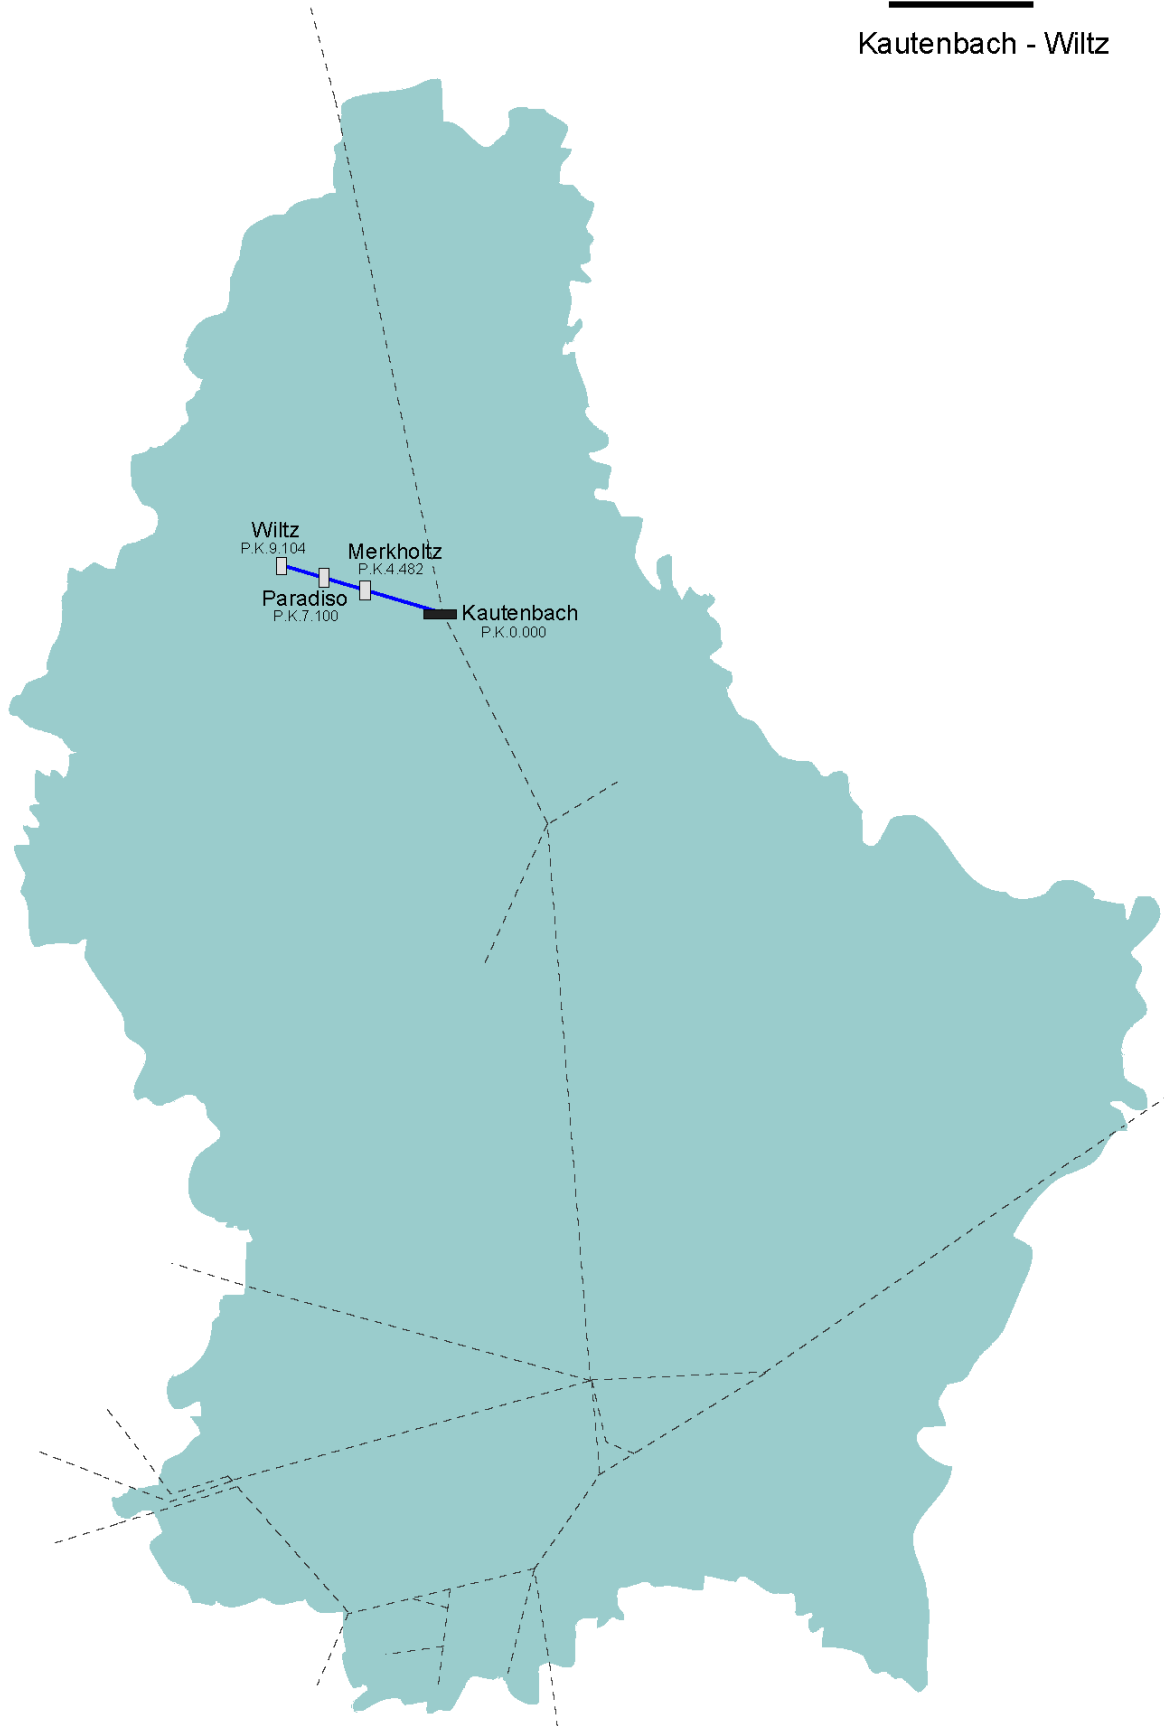 Kautenbach - Wiltz
Wiltz
P.K.9.104
Merkholtz
P.K.4.482
Paradiso
P.K.7.100
Kautenbach
P.K.0.000